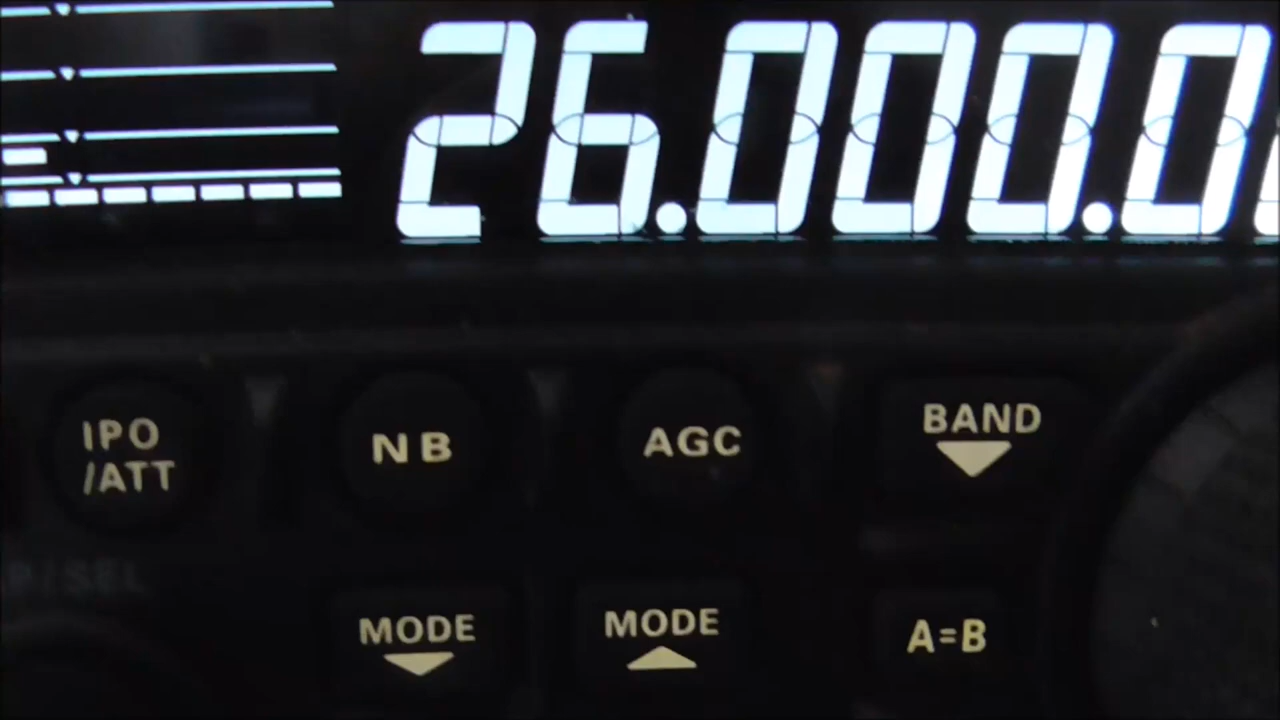 26.000.0
IPO
/ATT
NB
AGC
BAND
MODE
MODE
A=B